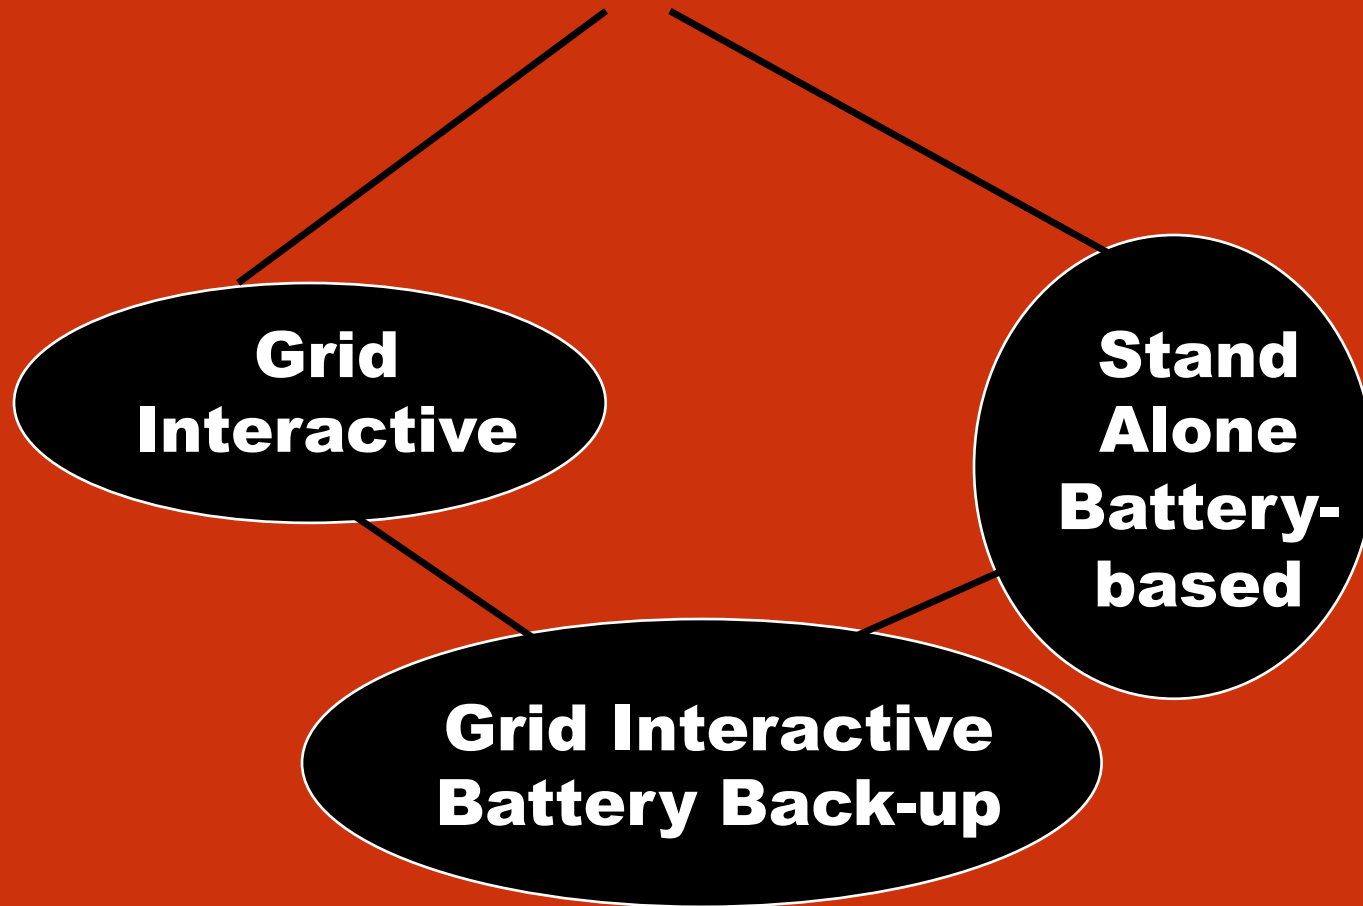 Grid
Interactive
Stand
Alone
Battery-
based
Grid Interactive
Battery Back-up